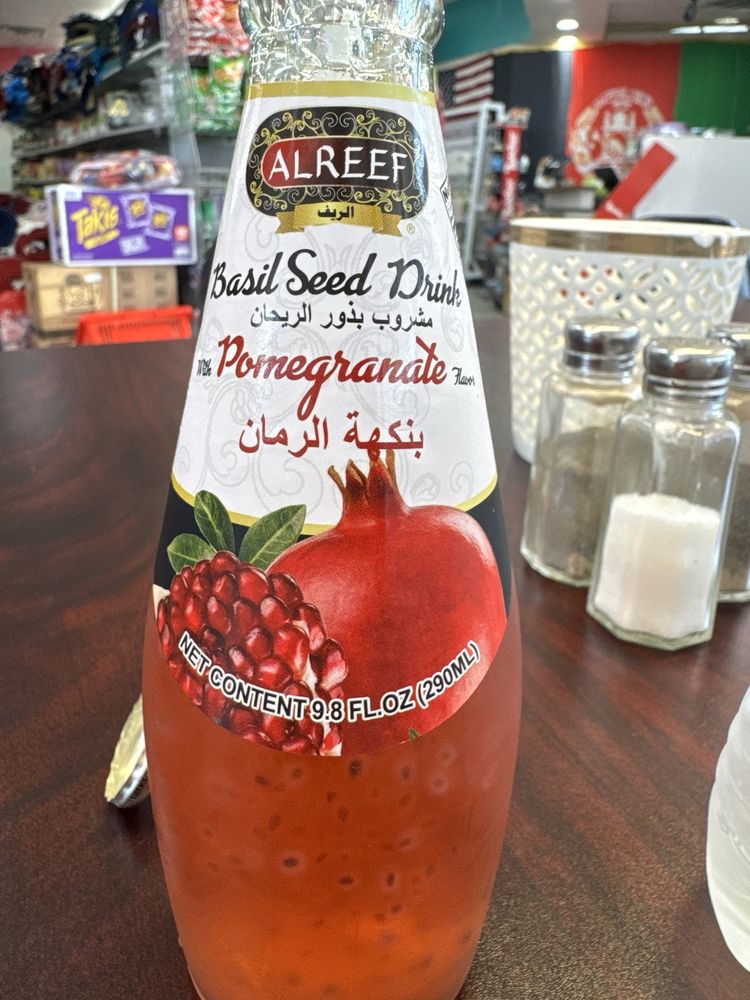 ALREEF
الريف
®
Basil Seed Drink
مشروب بذور الريحان
With Pomegranate Flavor
بنكهة الرمان
NET CONTENT 9.8 FL.OZ (290ML)
Takis